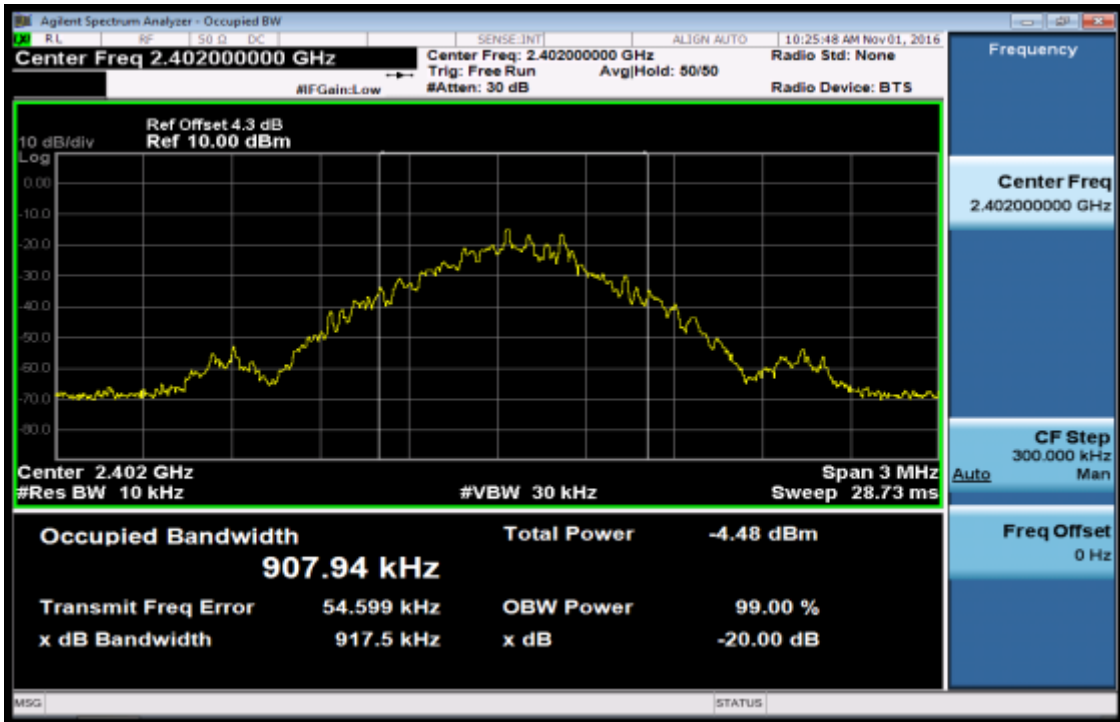 Agilent Spectrum Analyzer - Occupied BW
RL RF 50 Ω DC SENSE:INT ALIGN AUTO 10:25:48 AM Nov 01, 2016
Center Freq 2.402000000 GHz
Center Freq: 2.402000000 GHz Radio Std: None
Trig: Free Run Avg|Hold: 50/50
#IFGain:Low #Atten: 30 dB Radio Device: BTS
Ref Offset 4.3 dB
10 dB/div Ref 10.00 dBm
Log
0.00
-10.0
-20.0
-30.0
-40.0
-50.0
-60.0
-70.0
-80.0
Center 2.402 GHz Span 3 MHz
#Res BW 10 kHz #VBW 30 kHz Sweep 28.73 ms
Occupied Bandwidth Total Power -4.48 dBm
907.94 kHz
Transmit Freq Error 54.599 kHz OBW Power 99.00 %
x dB Bandwidth 917.5 kHz x dB -20.00 dB
MSG STATUS
Frequency
Center Freq
2.402000000 GHz
CF Step
300.000 kHz
Auto Man
Freq Offset
0 Hz